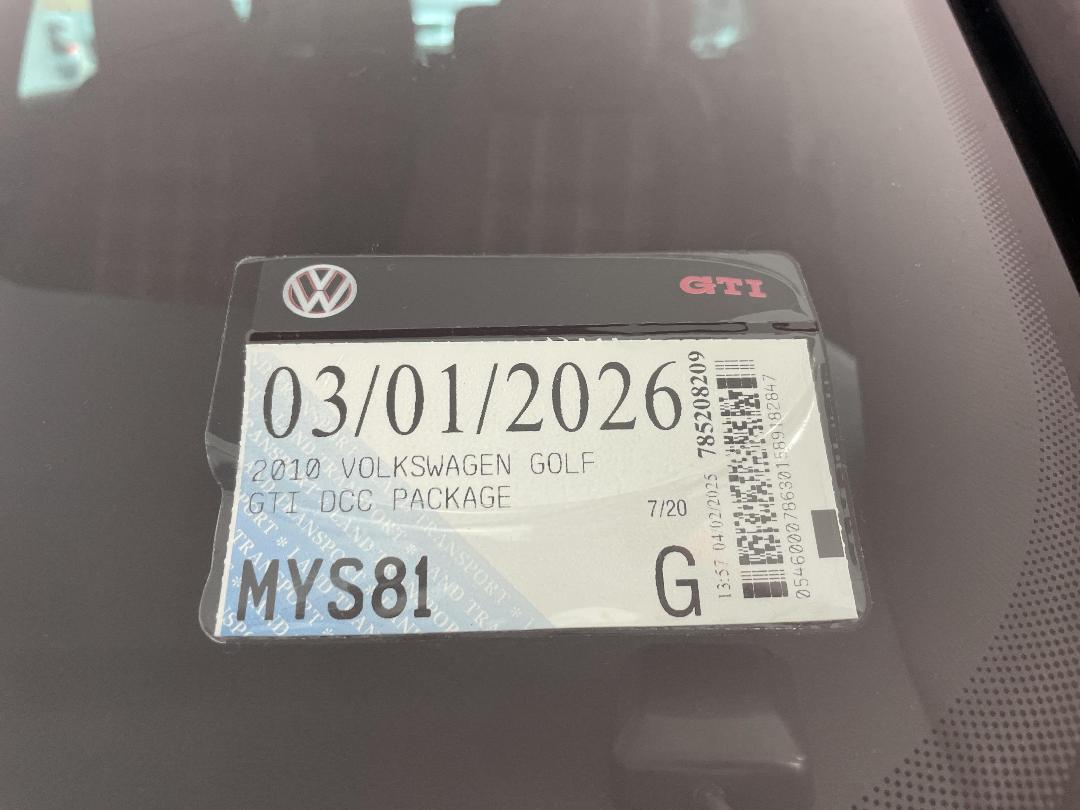 GTI
03/01/2026
2010 VOLKSWAGEN GOLF
GTI DCC PACKAGE
7/20
MYS81
G
785208209
13:57 04/02/2025